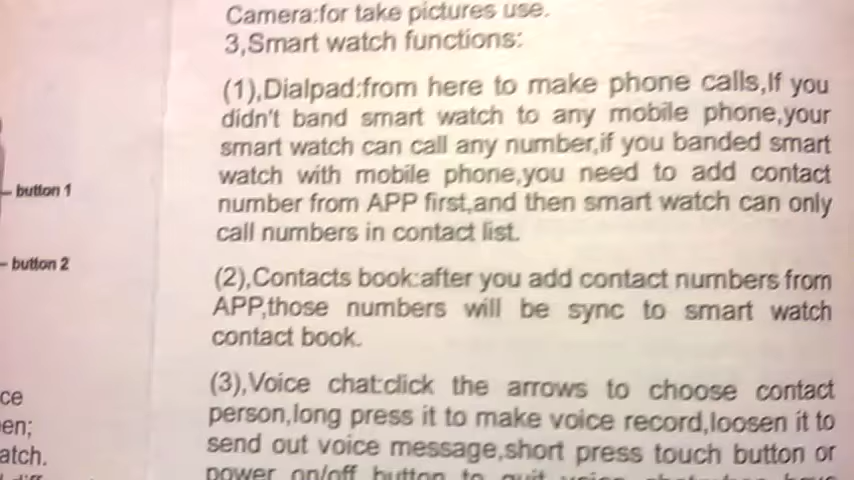 Camera:for take pictures use.
3,Smart watch functions:
(1),Dialpad:from here to make phone calls,If you
didn't band smart watch to any mobile phone,your
smart watch can call any number,if you banded smart
watch with mobile phone,you need to add contact
number from APP first,and then smart watch can only
call numbers in contact list.
(2),Contacts book:after you add contact numbers from
APP,those numbers will be sync to smart watch
contact book.
(3),Voice chat:click the arrows to choose contact
person,long press it to make voice record,loosen it to
send out voice message,short press touch button or
power on/off button to quit
button 1
button 2
ce
en;
atch.